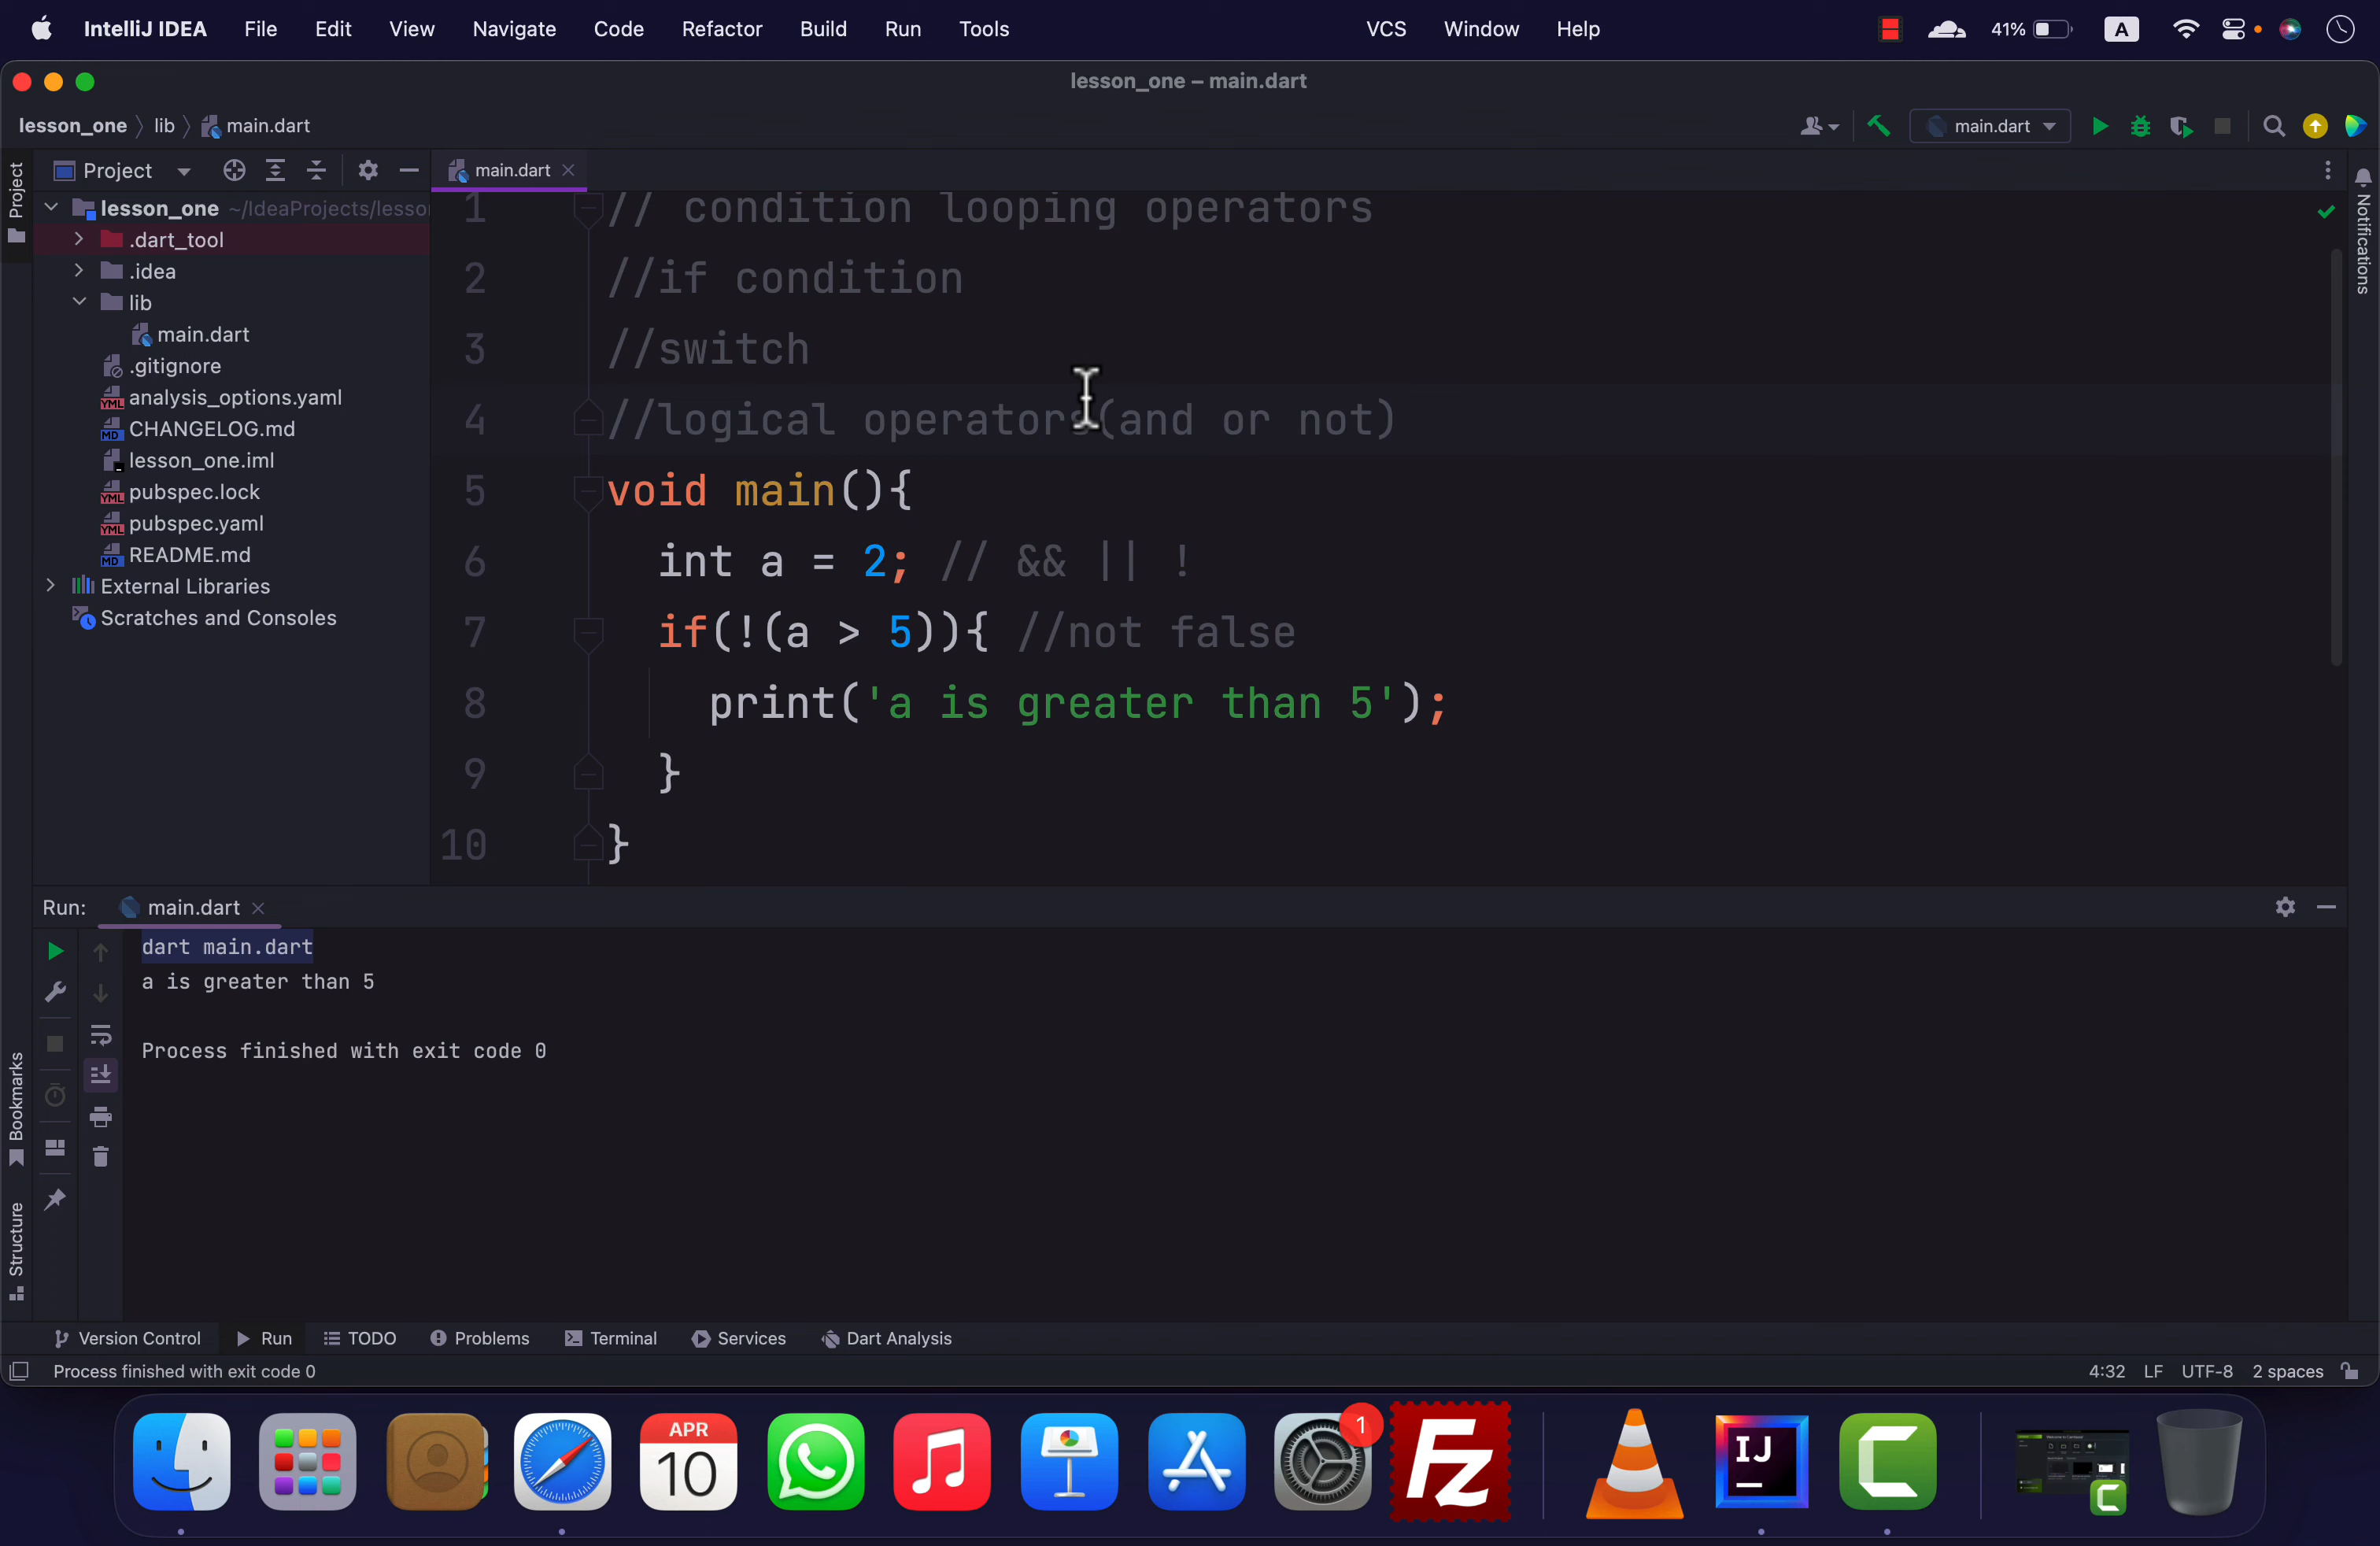 IntelliJ IDEA File Edit View Navigate Code Refactor Build Run Tools VCS Window Help 41% A
lesson_one – main.dart
lesson_one lib main.dart main.dart
Project main.dart
Project
Notifications
lesson_one ~/IdeaProjects/lesso
.dart_tool
.idea
lib
main.dart
.gitignore
analysis_options.yaml
CHANGELOG.md
lesson_one.iml
pubspec.lock
pubspec.yaml
README.md
External Libraries
Scratches and Consoles
1 // condition looping operators
2 //if condition
3 //switch
4 //logical operators(and or not)
5 void main(){
6 int a = 2; // && || !
7 if(!(a > 5)){ //not false
8 print('a is greater than 5');
9 }
10 }
Run: main.dart
dart main.dart
a is greater than 5
Process finished with exit code 0
Bookmarks
Structure
Version Control Run TODO Problems Terminal Services Dart Analysis
Process finished with exit code 0 4:32 LF UTF-8 2 spaces
APR
10
1
Fz
IJ
C
C